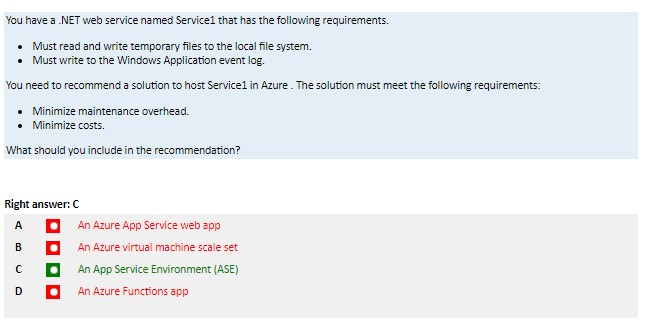 You have a .NET web service named Service1 that has the following requirements.
• Must read and write temporary files to the local file system.
• Must write to the Windows Application event log.
You need to recommend a solution to host Service1 in Azure . The solution must meet the following requirements:
• Minimize maintenance overhead.
• Minimize costs.
What should you include in the recommendation?
Right answer: C
A An Azure App Service web app
B An Azure virtual machine scale set
C An App Service Environment (ASE)
D An Azure Functions app